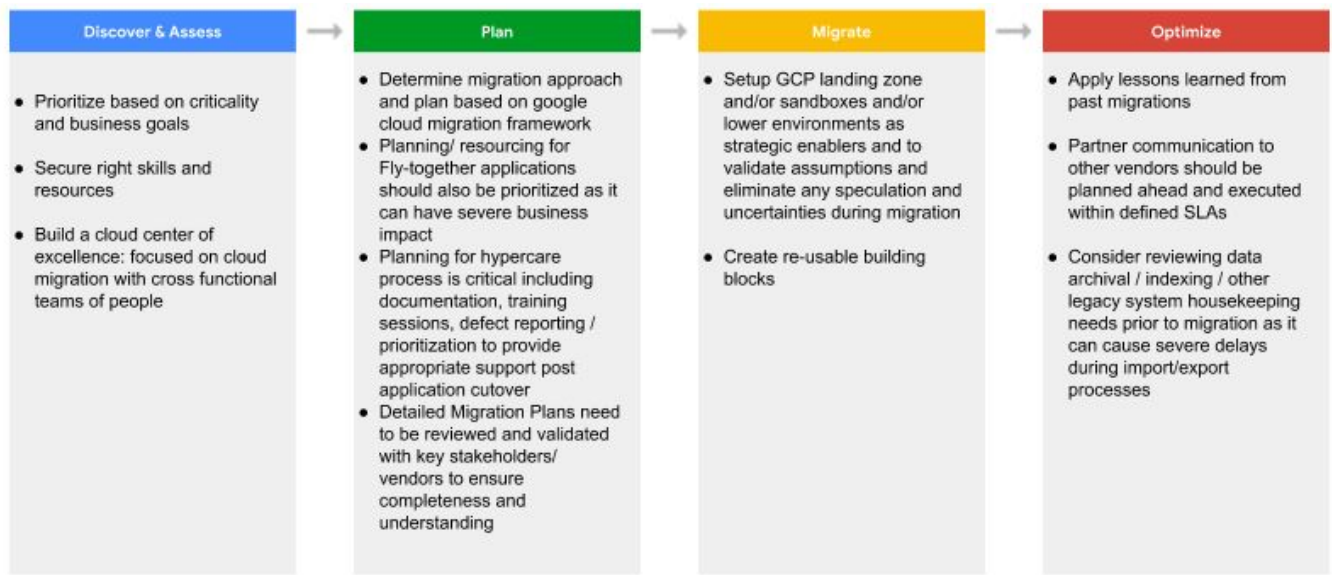 Discover & Assess
● Prioritize based on criticality
and business goals
● Secure right skills and
resources
● Build a cloud center of
excellence: focused on cloud
migration with cross functional
teams of people
Plan
● Determine migration approach
and plan based on google
cloud migration framework
● Planning/ resourcing for
Fly-together applications
should also be prioritized as it
can have severe business
impact
● Planning for hypercare
process is critical including
documentation, training
sessions, defect reporting /
prioritization to provide
appropriate support post
application cutover
● Detailed Migration Plans need
to be reviewed and validated
with key stakeholders/
vendors to ensure
completeness and
understanding
Migrate
● Setup GCP landing zone
and/or sandboxes and/or
lower environments as
strategic enablers and to
validate assumptions and
eliminate any speculation and
uncertainties during migration
● Create re-usable building
blocks
Optimize
● Apply lessons learned from
past migrations
● Partner communication to
other vendors should be
planned ahead and executed
within defined SLAs
● Consider reviewing data
archival / indexing / other
legacy system housekeeping
needs prior to migration as it
can cause severe delays
during import/export
processes